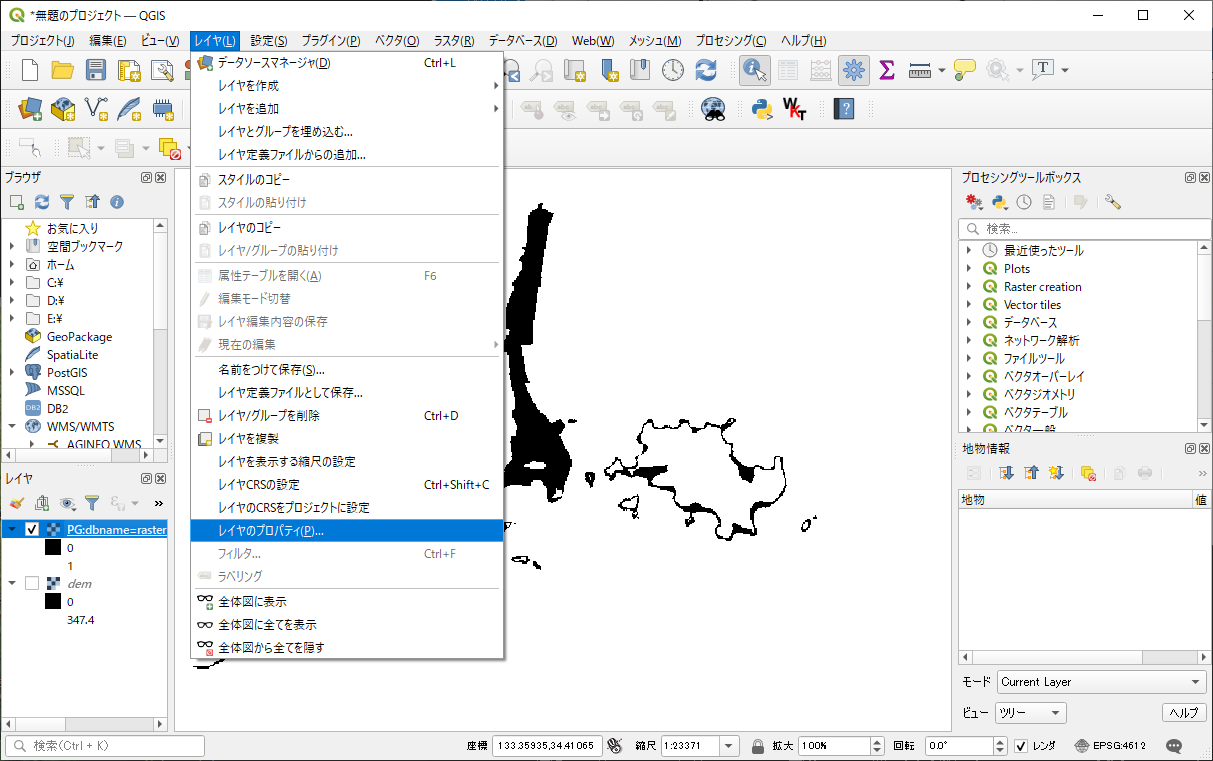 *無題のプロジェクト — QGIS
プロジェクト(J) 編集(E) ビュー(V) レイヤ(L) 設定(S) プラグイン(P) ベクタ(O) ラスタ(R) データベース(D) Web(W) メッシュ(M) プロセシング(C) ヘルプ(H)
データソースマネージャ(D) Ctrl+L
レイヤを作成
レイヤを追加
レイヤとグループを埋め込む...
レイヤ定義ファイルからの追加...
スタイルのコピー
スタイルの貼り付け
レイヤのコピー
レイヤ/グループの貼り付け
属性テーブルを開く(A) F6
編集モード切替
レイヤ編集内容の保存
現在の編集
名前をつけて保存(S)...
レイヤ定義ファイルとして保存...
レイヤ/グループを削除 Ctrl+D
レイヤを複製
レイヤを表示する縮尺の設定
レイヤCRSの設定 Ctrl+Shift+C
レイヤのCRSをプロジェクトに設定
レイヤのプロパティ(P)...
フィルタ... Ctrl+F
ラベリング
全体図に表示
全体図に全てを表示
全体図から全てを隠す
ブラウザ
お気に入り
空間ブックマーク
ホーム
C:¥
D:¥
E:¥
GeoPackage
SpatiaLite
PostGIS
MSSQL
DB2
WMS/WMTS
AGINFO WMS
レイヤ
PG:dbname=raster
0
1
dem
0
347.4
プロセシングツールボックス
検索...
最近使ったツール
Plots
Raster creation
Vector tiles
データベース
ネットワーク解析
ファイルツール
ベクタオーバーレイ
ベクタジオメトリ
ベクタテーブル
ベクタ一般
地物情報
地物 値
モード Current Layer
ビュー ツリー ヘルプ
検索(Ctrl + K) 座標 133.35935,34.41065 縮尺 1:23371 拡大 100% 回転 0.0° レンダ EPSG:4612